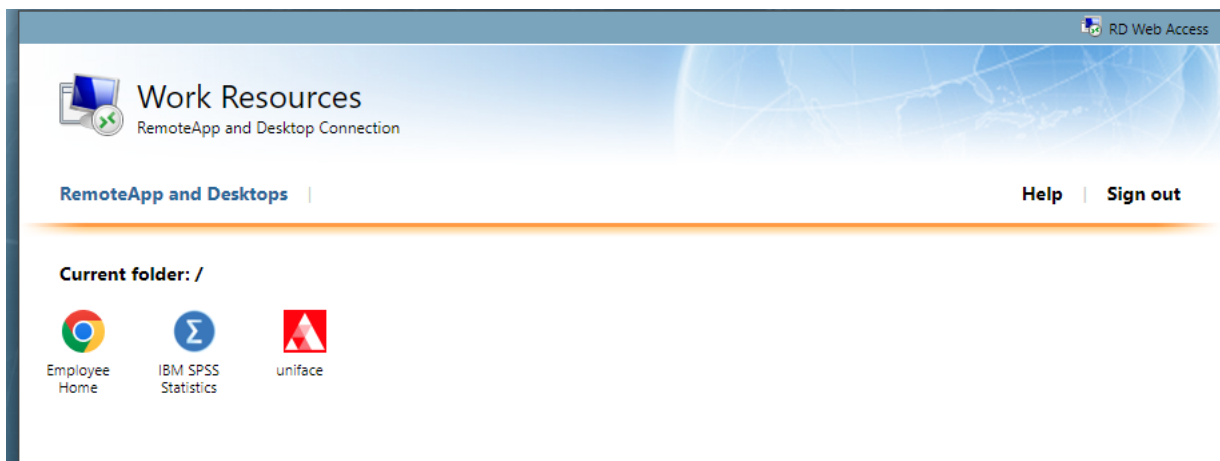 RD Web Access
Work Resources
RemoteApp and Desktop Connection
RemoteApp and Desktops | Help | Sign out
Current folder: /
Employee Home
IBM SPSS Statistics
uniface